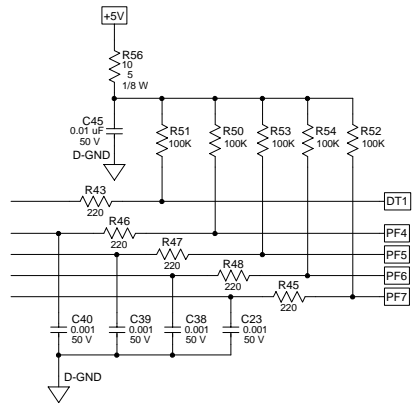 +5V
R56
10
5
1/8 W
C45
0.01 uF
50 V
D-GND
R51
100K
R50
100K
R53
100K
R54
100K
R52
100K
R43
220
DT1
R46
220
PF4
R47
220
PF5
R48
220
PF6
R45
220
PF7
C40
0.001
50 V
C39
0.001
50 V
C38
0.001
50 V
C23
0.001
50 V
D-GND